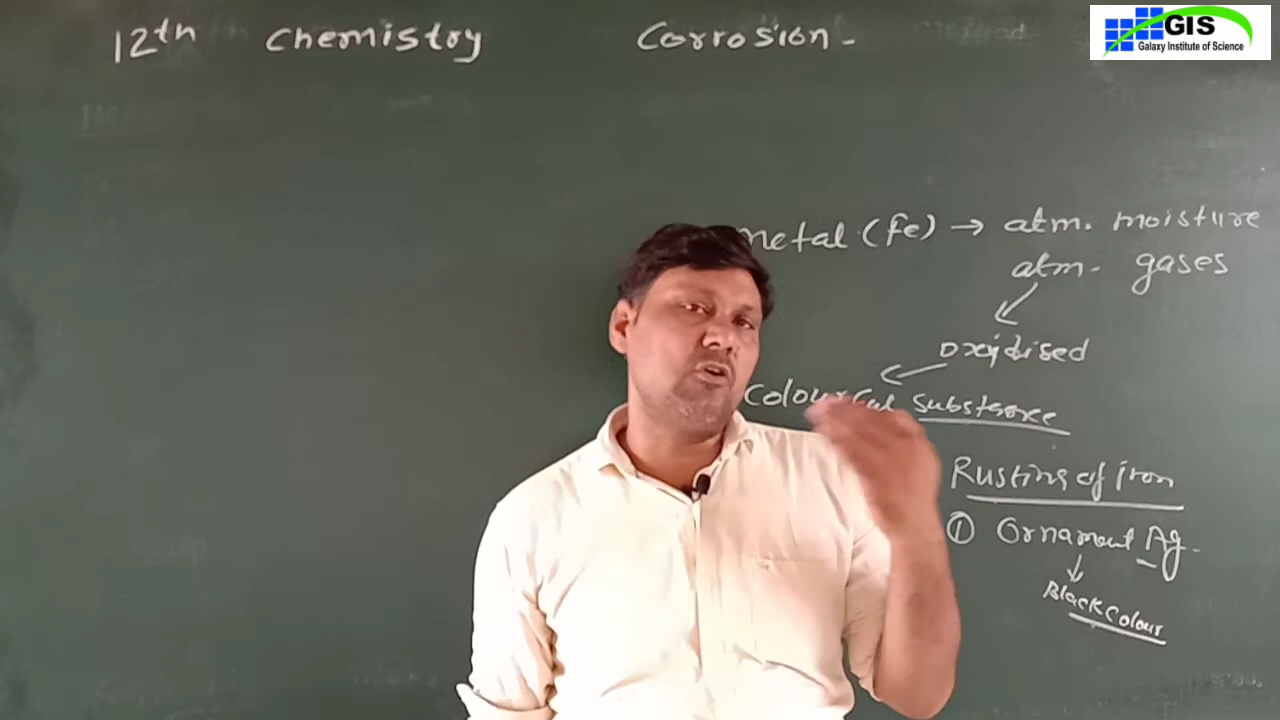 12th Chemistry Corrosion -
GIS
Galaxy Institute of Science
metal (Fe) → atm. moisture
atm. gases
oxidised
Colourful substance
Rusting of iron
① Ornament Ag.
Black Colour